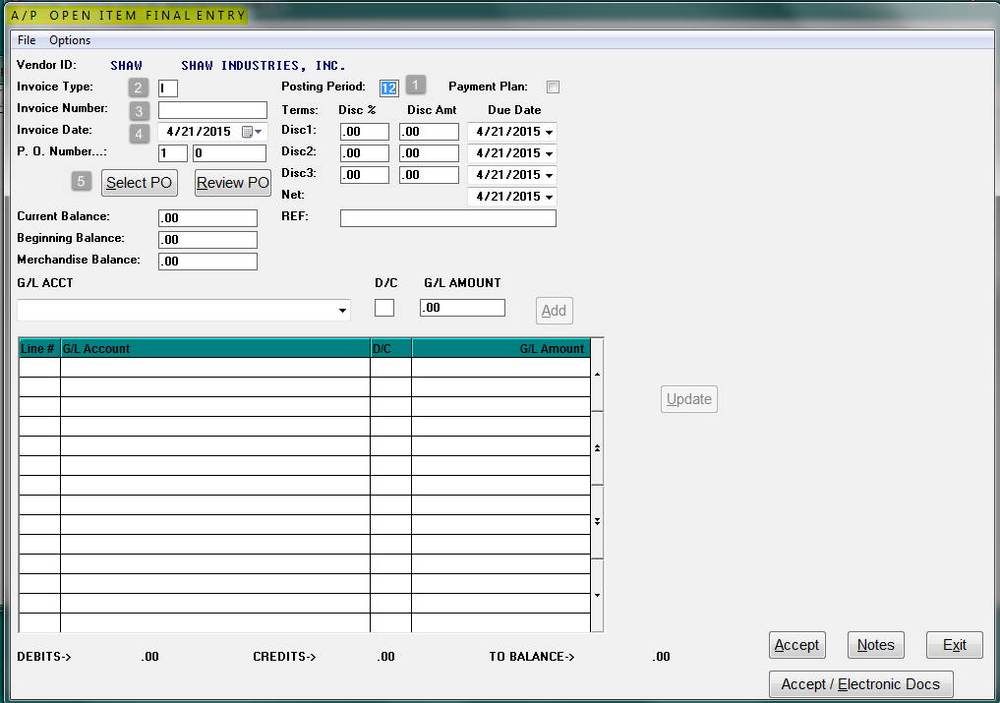 A/P OPEN ITEM FINAL ENTRY
File Options
Vendor ID: SHAW SHAW INDUSTRIES, INC.
Invoice Type: 2 I Posting Period: 12 1 Payment Plan:
Invoice Number: 3 Terms: Disc % Disc Amt Due Date
Invoice Date: 4 4/21/2015 Disc1: .00 .00 4/21/2015
P. O. Number...: 1 0 Disc2: .00 .00 4/21/2015
5 Select PO Review PO Disc3: .00 .00 4/21/2015
Net: 4/21/2015
Current Balance: .00 REF:
Beginning Balance: .00
Merchandise Balance: .00
G/L ACCT D/C G/L AMOUNT
.00 Add
Line # G/L Account D/C G/L Amount
Update
DEBITS-> .00 CREDITS-> .00 TO BALANCE-> .00
Accept Notes Exit
Accept / Electronic Docs